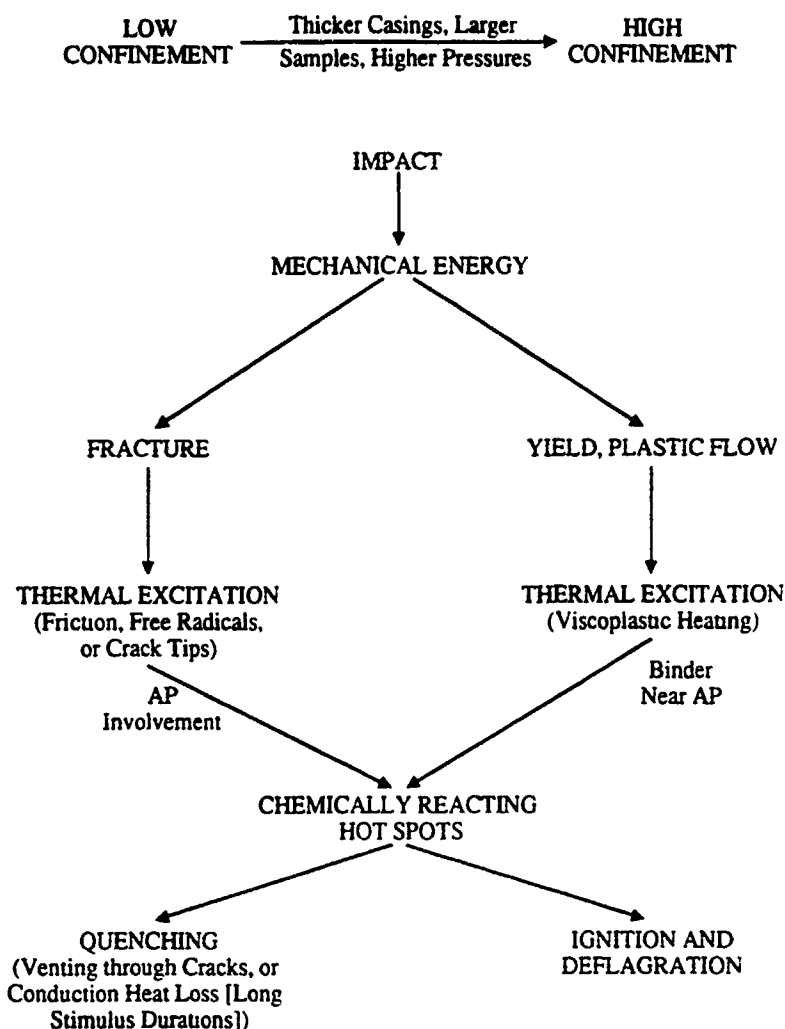 LOW
CONFINEMENT
Thicker Casings, Larger
Samples, Higher Pressures
HIGH
CONFINEMENT
IMPACT
MECHANICAL ENERGY
FRACTURE
YIELD, PLASTIC FLOW
THERMAL EXCITATION
(Friction, Free Radicals,
or Crack Tips)
THERMAL EXCITATION
(Viscoplastic Heating)
AP
Involvement
Binder
Near AP
CHEMICALLY REACTING
HOT SPOTS
QUENCHING
(Venting through Cracks, or
Conduction Heat Loss [Long
Stimulus Durations])
IGNITION AND
DEFLAGRATION